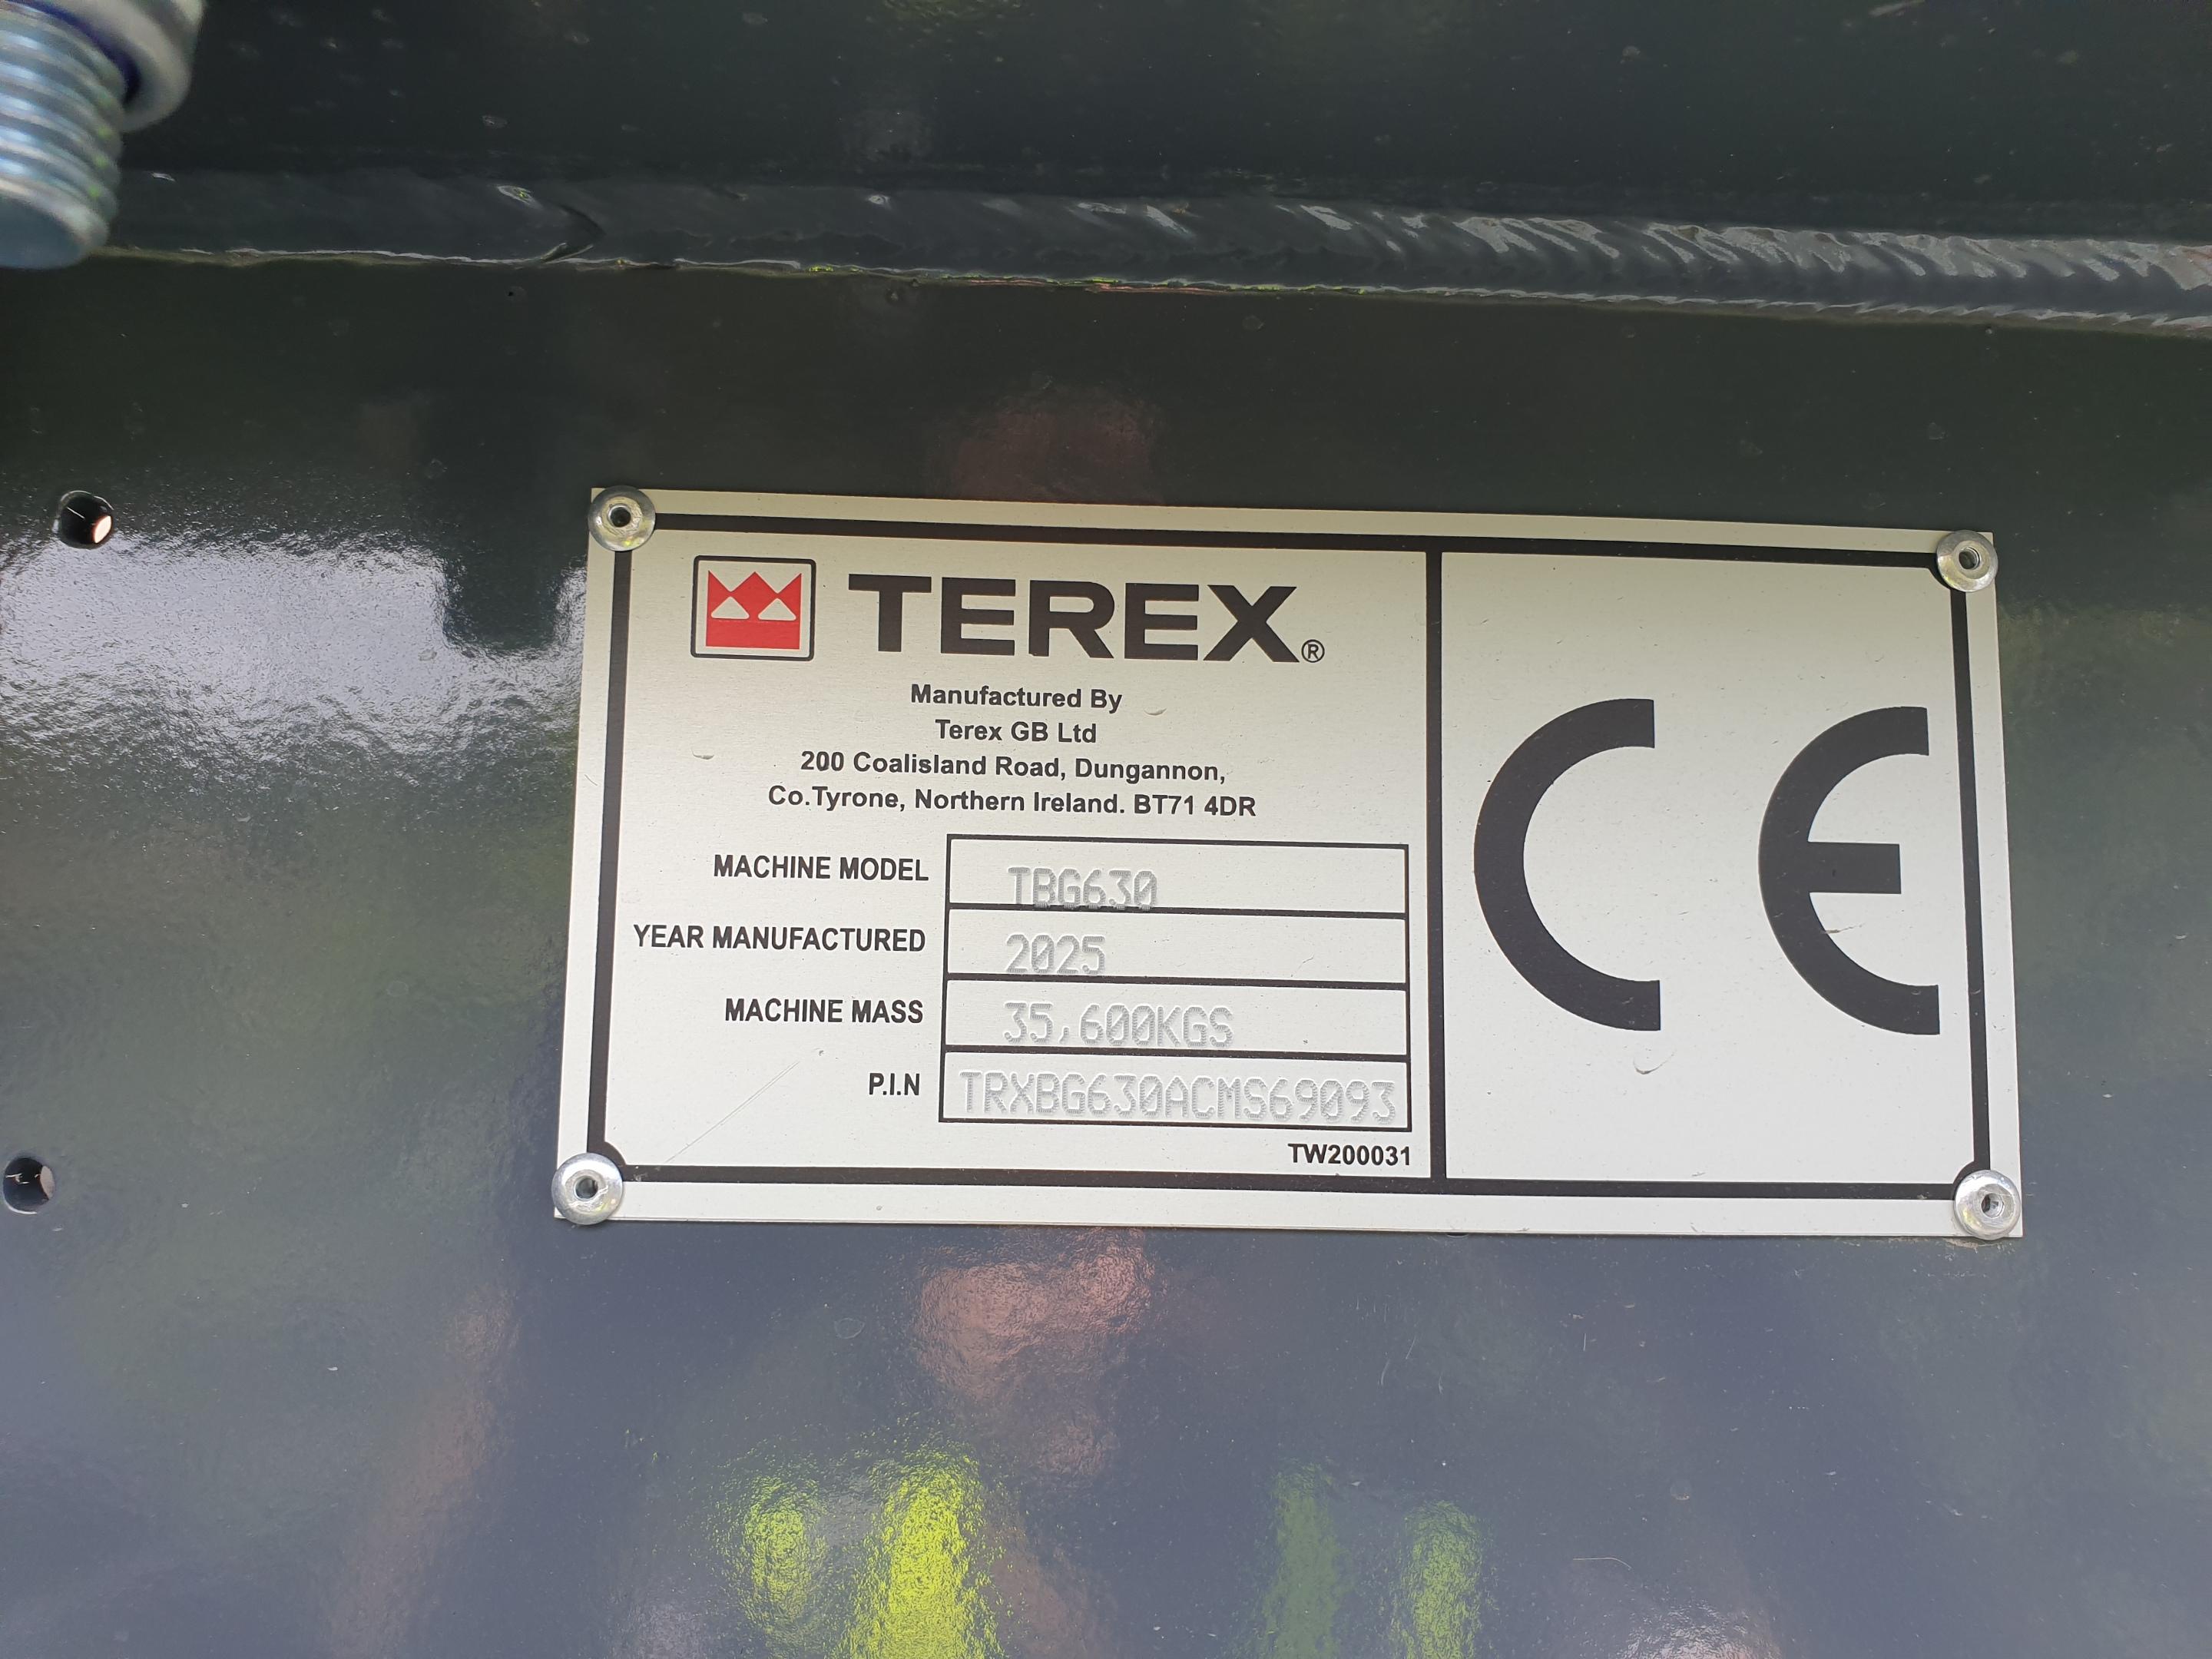 TEREX®
Manufactured By
Terex GB Ltd
200 Coalisland Road, Dungannon,
Co.Tyrone, Northern Ireland. BT71 4DR
MACHINE MODEL TBG630
YEAR MANUFACTURED 2025
MACHINE MASS 35,600KGS
P.I.N TRXBG630ACMS69093
TW200031
CE